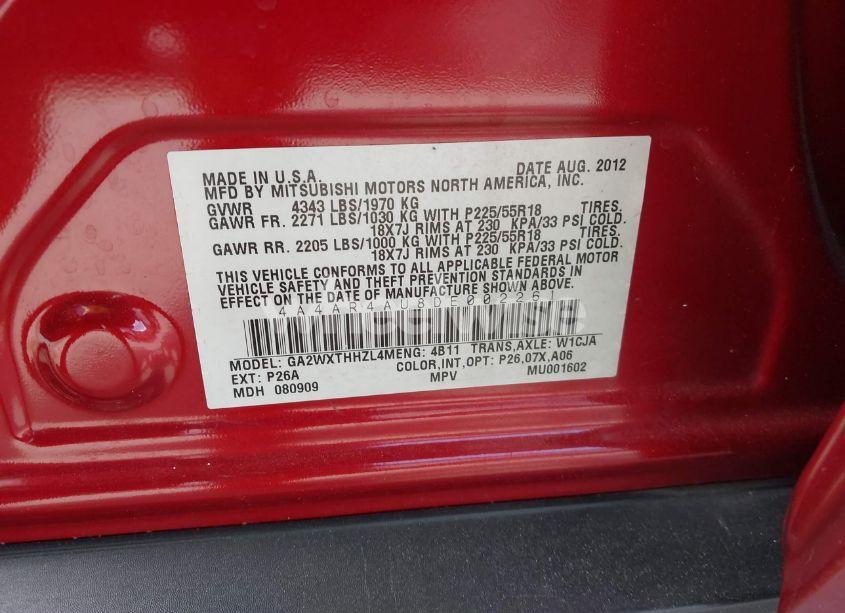 MADE IN U.S.A. DATE AUG. 2012
MFD BY MITSUBISHI MOTORS NORTH AMERICA, INC.
GVWR 4343 LBS/1970 KG
GAWR FR. 2271 LBS/1030 KG WITH P225/55R18 TIRES.
18X7J RIMS AT 230 KPA/33 PSI COLD.
GAWR RR. 2205 LBS/1000 KG WITH P225/55R18 TIRES.
18X7J RIMS AT 230 KPA/33 PSI COLD.
THIS VEHICLE CONFORMS TO ALL APPLICABLE FEDERAL MOTOR
VEHICLE SAFETY AND THEFT PREVENTION STANDARDS IN
EFFECT ON THE DATE OF MANUFACTURE SHOWN ABOVE.
4A4AR4AU8DE002261
MODEL: GA2WXTHHZL4MENG: 4B11 TRANS,AXLE: W1CJA
EXT: P26A COLOR,INT,OPT: P26,07X,A06
MDH 080909 MPV MU001602